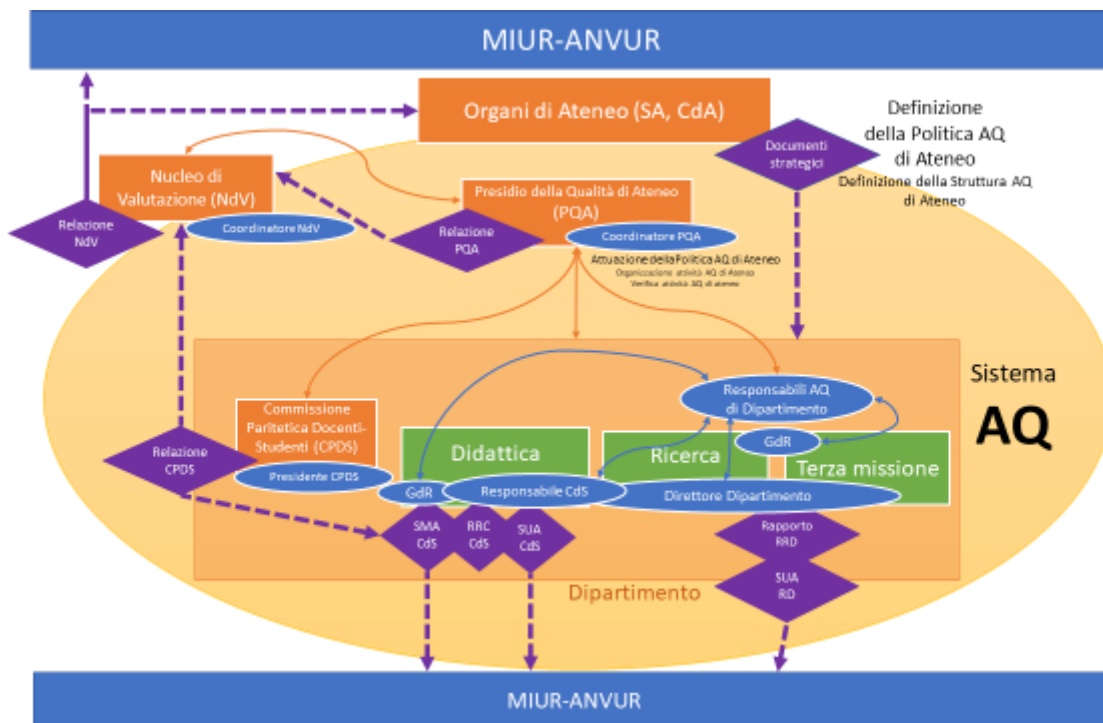 MIUR-ANVUR
Organi di Ateneo (SA, CdA)
Definizione
della Politica AQ
di Ateneo
Definizione della Struttura AQ
di Ateneo
Documenti
strategici
Nucleo di
Valutazione (NdV)
Coordinatore NdV
Relazione
NdV
Presidio della Qualità di Ateneo
(PQA)
Coordinatore PQA
Relazione
PQA
Attuazione della Politica AQ di Ateneo
Organizzazione attività AQ di Ateneo
Verifica attività AQ di ateneo
Sistema
AQ
Responsabili AQ
di Dipartimento
GdR
Commissione
Paritetica Docenti-
Studenti (CPDS)
Presidente CPDS
Relazione
CPDS
Didattica
Ricerca
Terza missione
GdR
Responsabile CdS
Direttore Dipartimento
SMA
CdS
RRC
CdS
SUA
CdS
Rapporto
RRD
SUA
RD
Dipartimento
MIUR-ANVUR